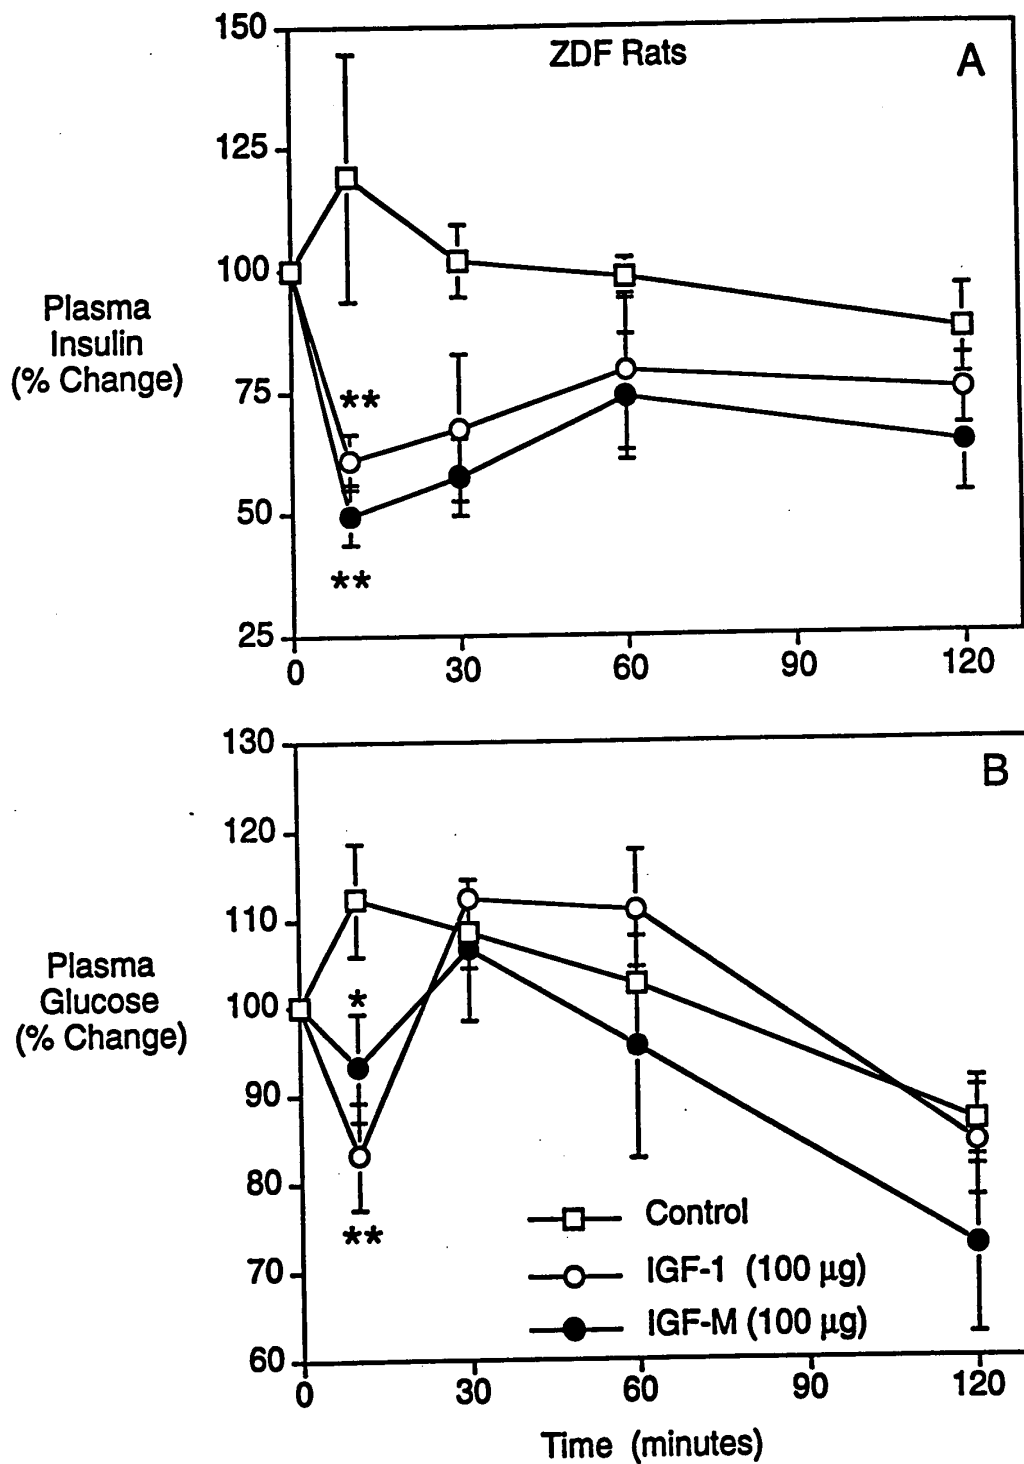 ZDF Rats
A
150
125
100
75
50
25
Plasma
Insulin
(% Change)
**
**
0 30 60 90 120
B
130
120
110
100
90
80
70
60
Plasma
Glucose
(% Change)
*
**
Control
IGF-1 (100 µg)
IGF-M (100 µg)
0 30 60 90 120
Time (minutes)